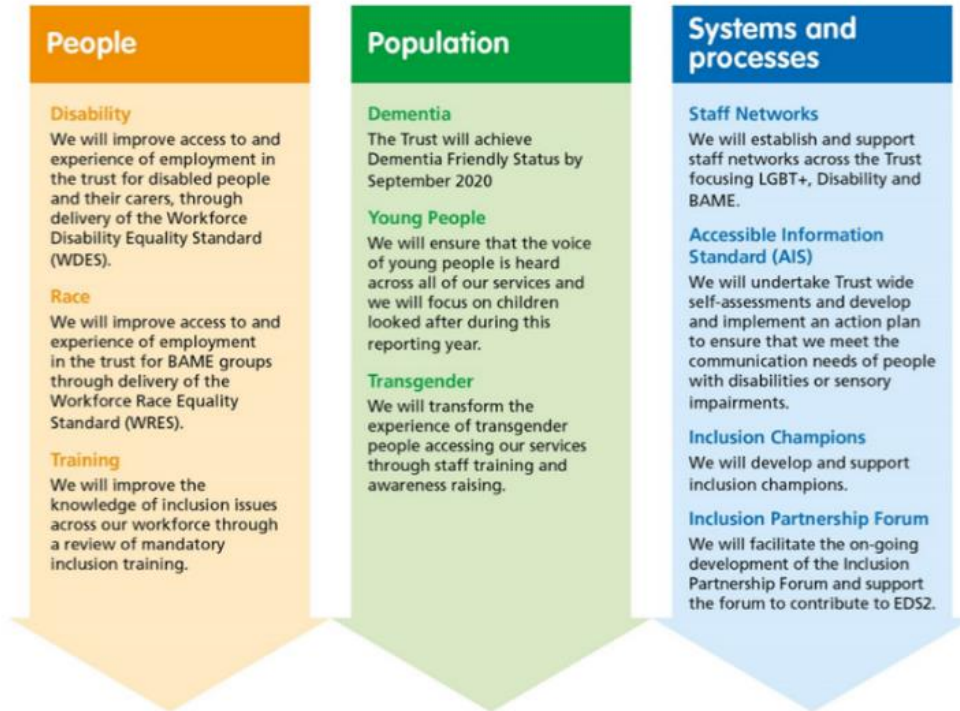 People
Disability
We will improve access to and
experience of employment in
the trust for disabled people
and their carers, through
delivery of the Workforce
Disability Equality Standard
(WDES).
Race
We will improve access to and
experience of employment
in the trust for BAME groups
through delivery of the
Workforce Race Equality
Standard (WRES).
Training
We will improve the
knowledge of inclusion issues
across our workforce through
a review of mandatory
inclusion training.
Population
Dementia
The Trust will achieve
Dementia Friendly Status by
September 2020
Young People
We will ensure that the voice
of young people is heard
across all of our services and
we will focus on children
looked after during this
reporting year.
Transgender
We will transform the
experience of transgender
people accessing our services
through staff training and
awareness raising.
Systems and
processes
Staff Networks
We will establish and support
staff networks across the Trust
focusing LGBT+, Disability and
BAME.
Accessible Information
Standard (AIS)
We will undertake Trust wide
self-assessments and develop
and implement an action plan
to ensure that we meet the
communication needs of people
with disabilities or sensory
impairments.
Inclusion Champions
We will develop and support
inclusion champions.
Inclusion Partnership Forum
We will facilitate the on-going
development of the Inclusion
Partnership Forum and support
the forum to contribute to EDS2.